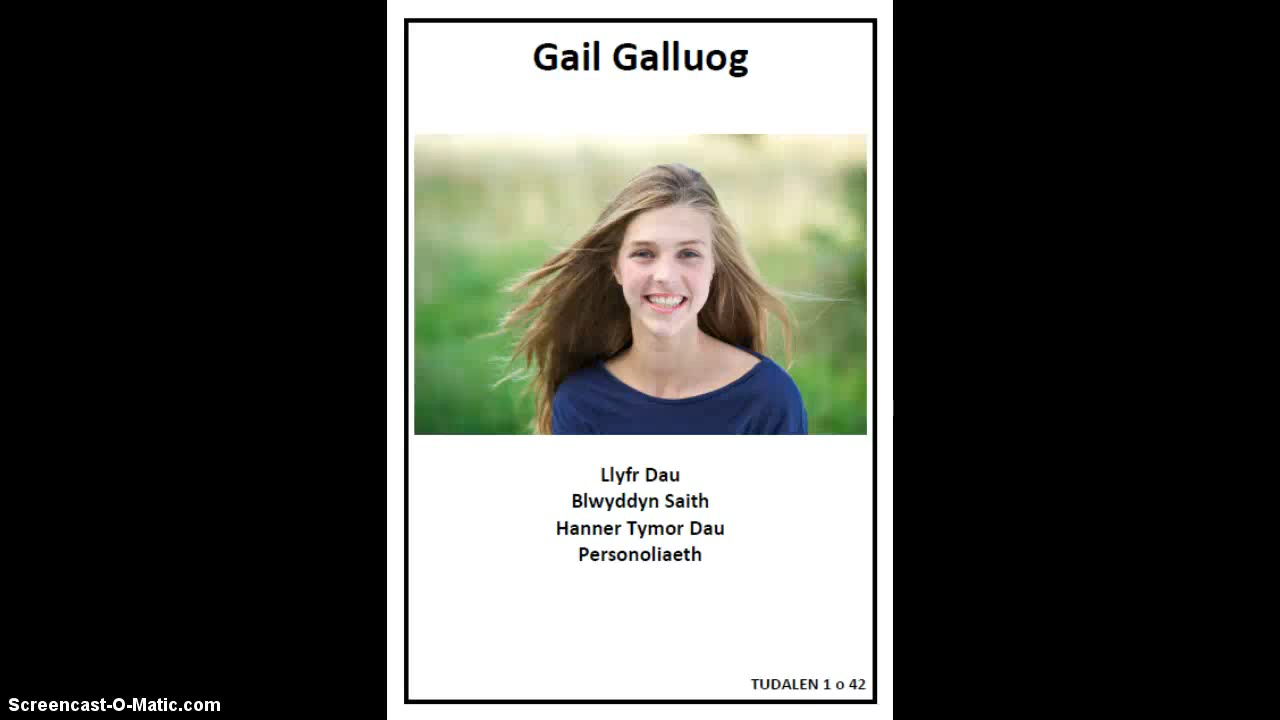 Gail Galluog
Llyfr Dau
Blwyddyn Saith
Hanner Tymor Dau
Personoliaeth
TUDALEN 1 o 42
Screencast-O-Matic.com